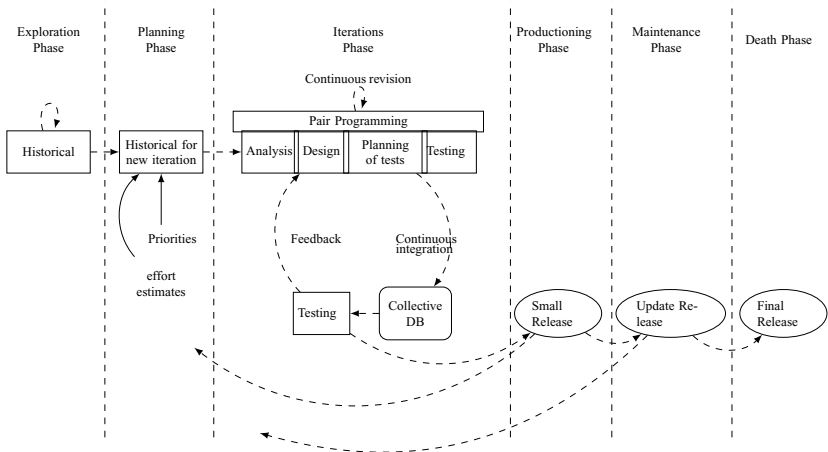 Exploration
Phase
Planning
Phase
Iterations
Phase
Productioning
Phase
Maintenance
Phase
Death Phase
Continuous revision
Pair Programming
Historical
Historical for
new iteration
Analysis
Design
Planning
of tests
Testing
Priorities
effort
estimates
Feedback
Continuous
integration
Testing
Collective
DB
Small
Release
Update Re-
lease
Final
Release